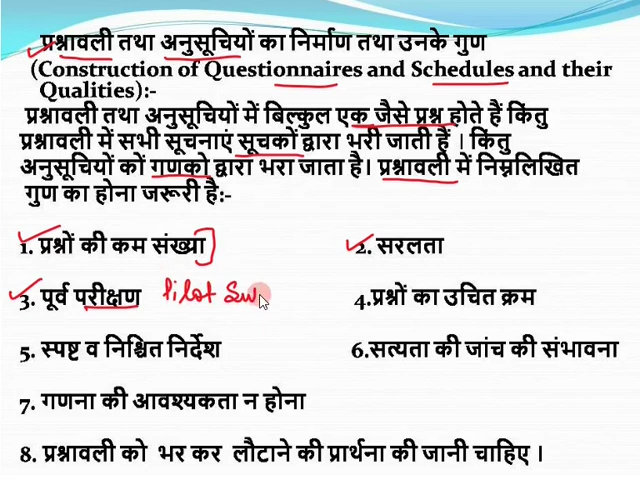 प्रश्नावली तथा अनुसूचियों का निर्माण तथा उनके गुण
(Construction of Questionnaires and Schedules and their
Qualities):-
प्रश्नावली तथा अनुसूचियों में बिल्कुल एक जैसे प्रश्न होते हैं किंतु
प्रश्नावली में सभी सूचनाएं सूचकों द्वारा भरी जाती हैं । किंतु
अनुसूचियों कों गणको द्वारा भरा जाता है। प्रश्नावली में निम्नलिखित
गुण का होना जरूरी है:-
1. प्रश्नों की कम संख्या 2. सरलता
3. पूर्व परीक्षण Pilot Su 4.प्रश्नों का उचित क्रम
5. स्पष्ट व निश्चित निर्देश 6.सत्यता की जांच की संभावना
7. गणना की आवश्यकता न होना
8. प्रश्नावली को भर कर लौटाने की प्रार्थना की जानी चाहिए ।